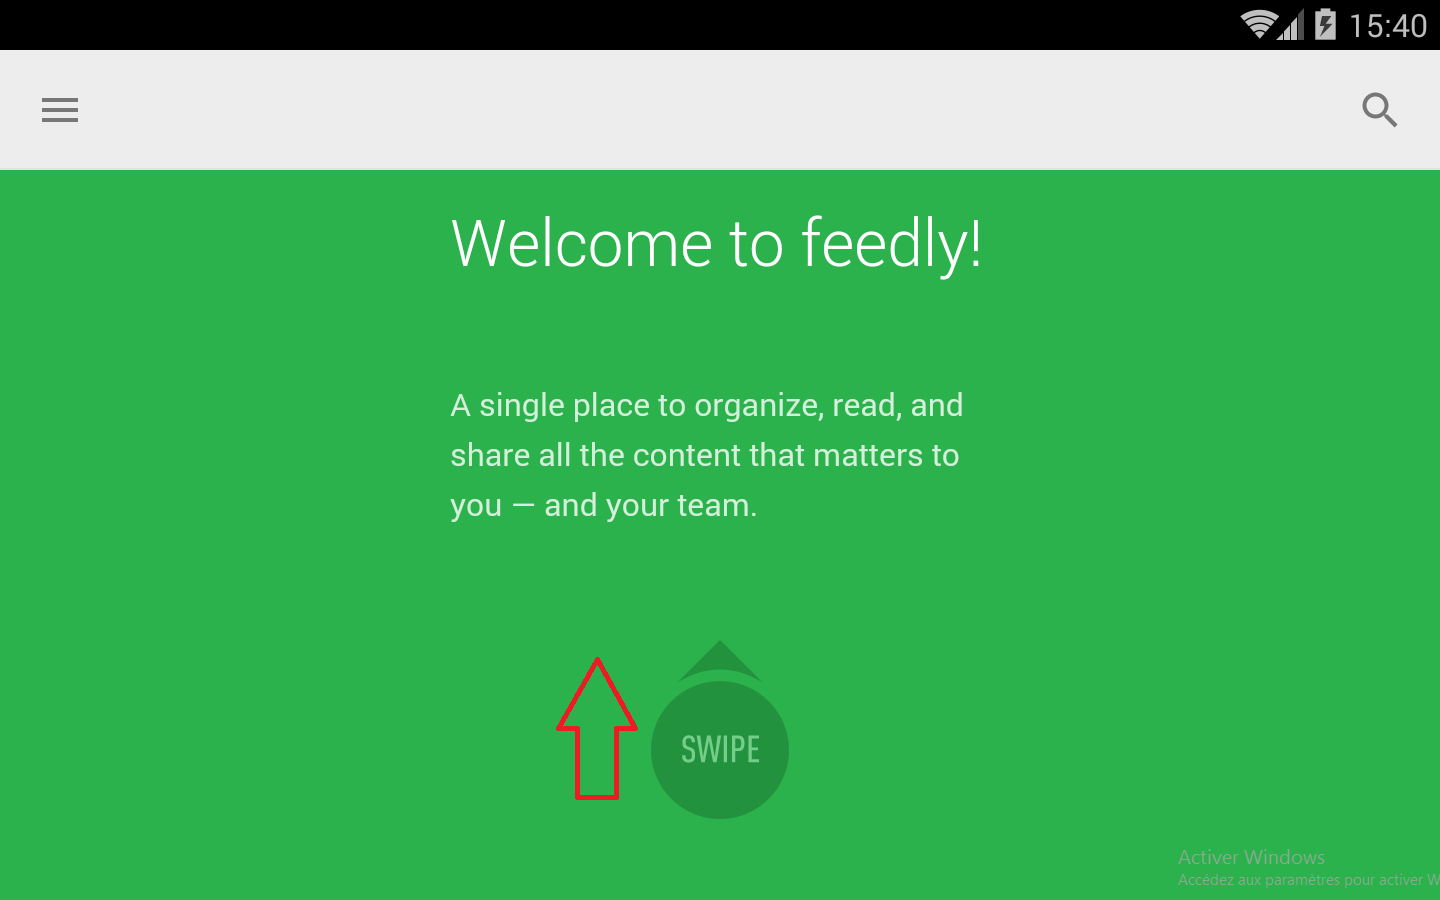 15:40
Welcome to feedly!
A single place to organize, read, and
share all the content that matters to
you — and your team.
SWIPE
Activer Windows
Accédez aux paramètres pour activer W